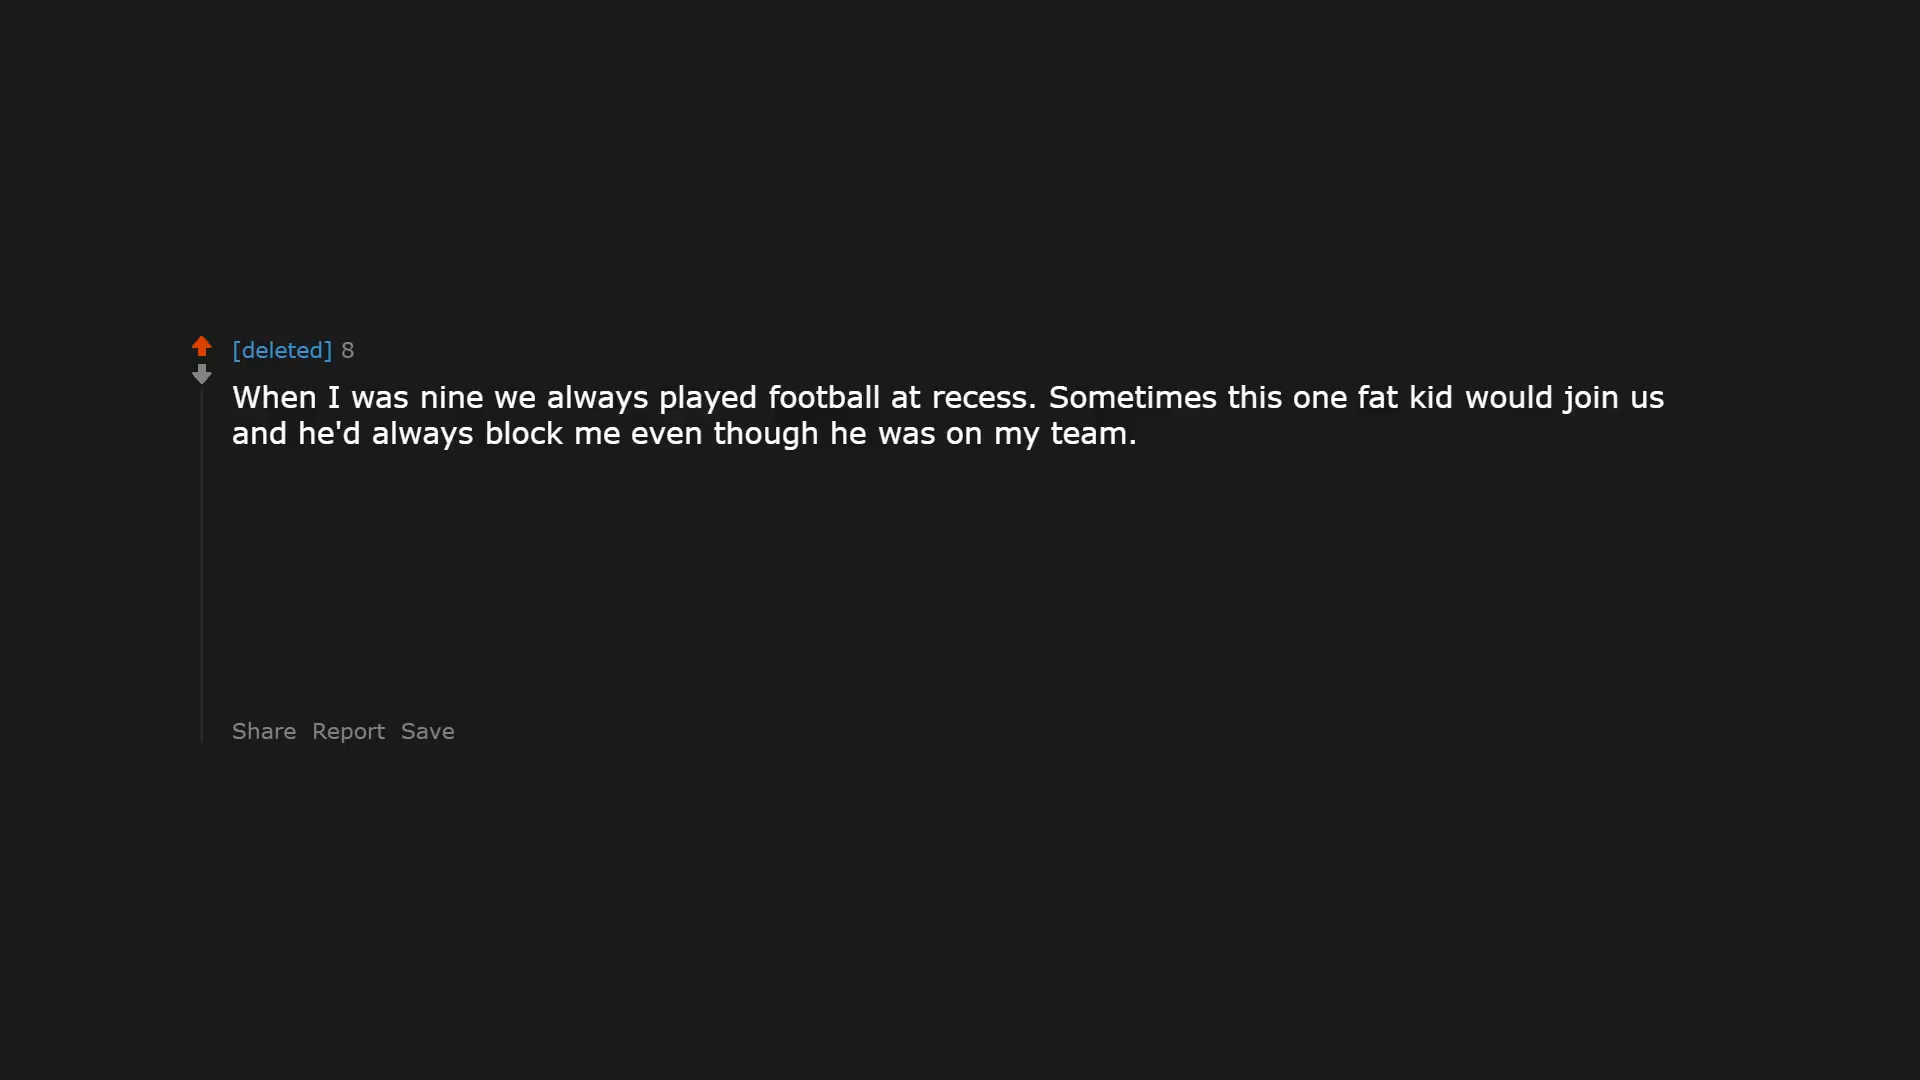 [deleted] 8
When I was nine we always played football at recess. Sometimes this one fat kid would join us
and he'd always block me even though he was on my team.
Share Report Save